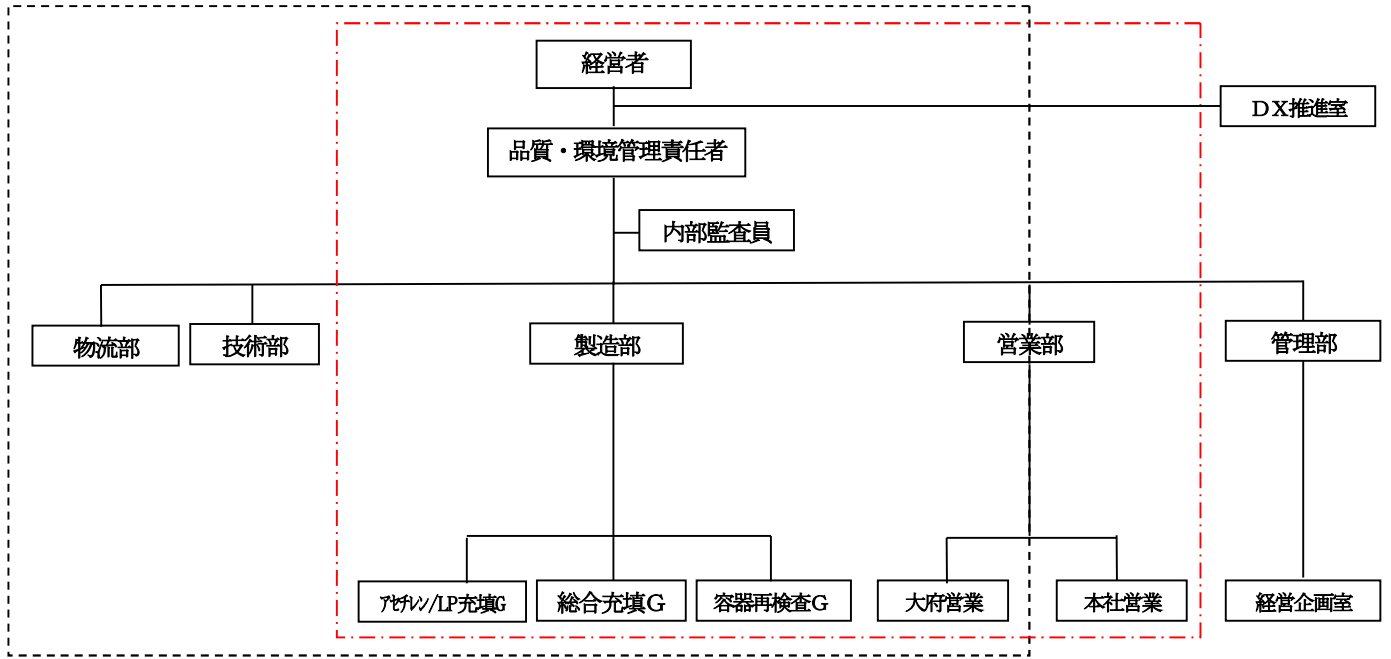 経営者
ＤＸ推進室
品質・環境管理責任者
内部監査員
物流部
技術部
製造部
営業部
管理部
ｱｾﾁﾚﾝ/LP充填G
総合充填Ｇ
容器再検査Ｇ
大府営業
本社営業
経営企画室